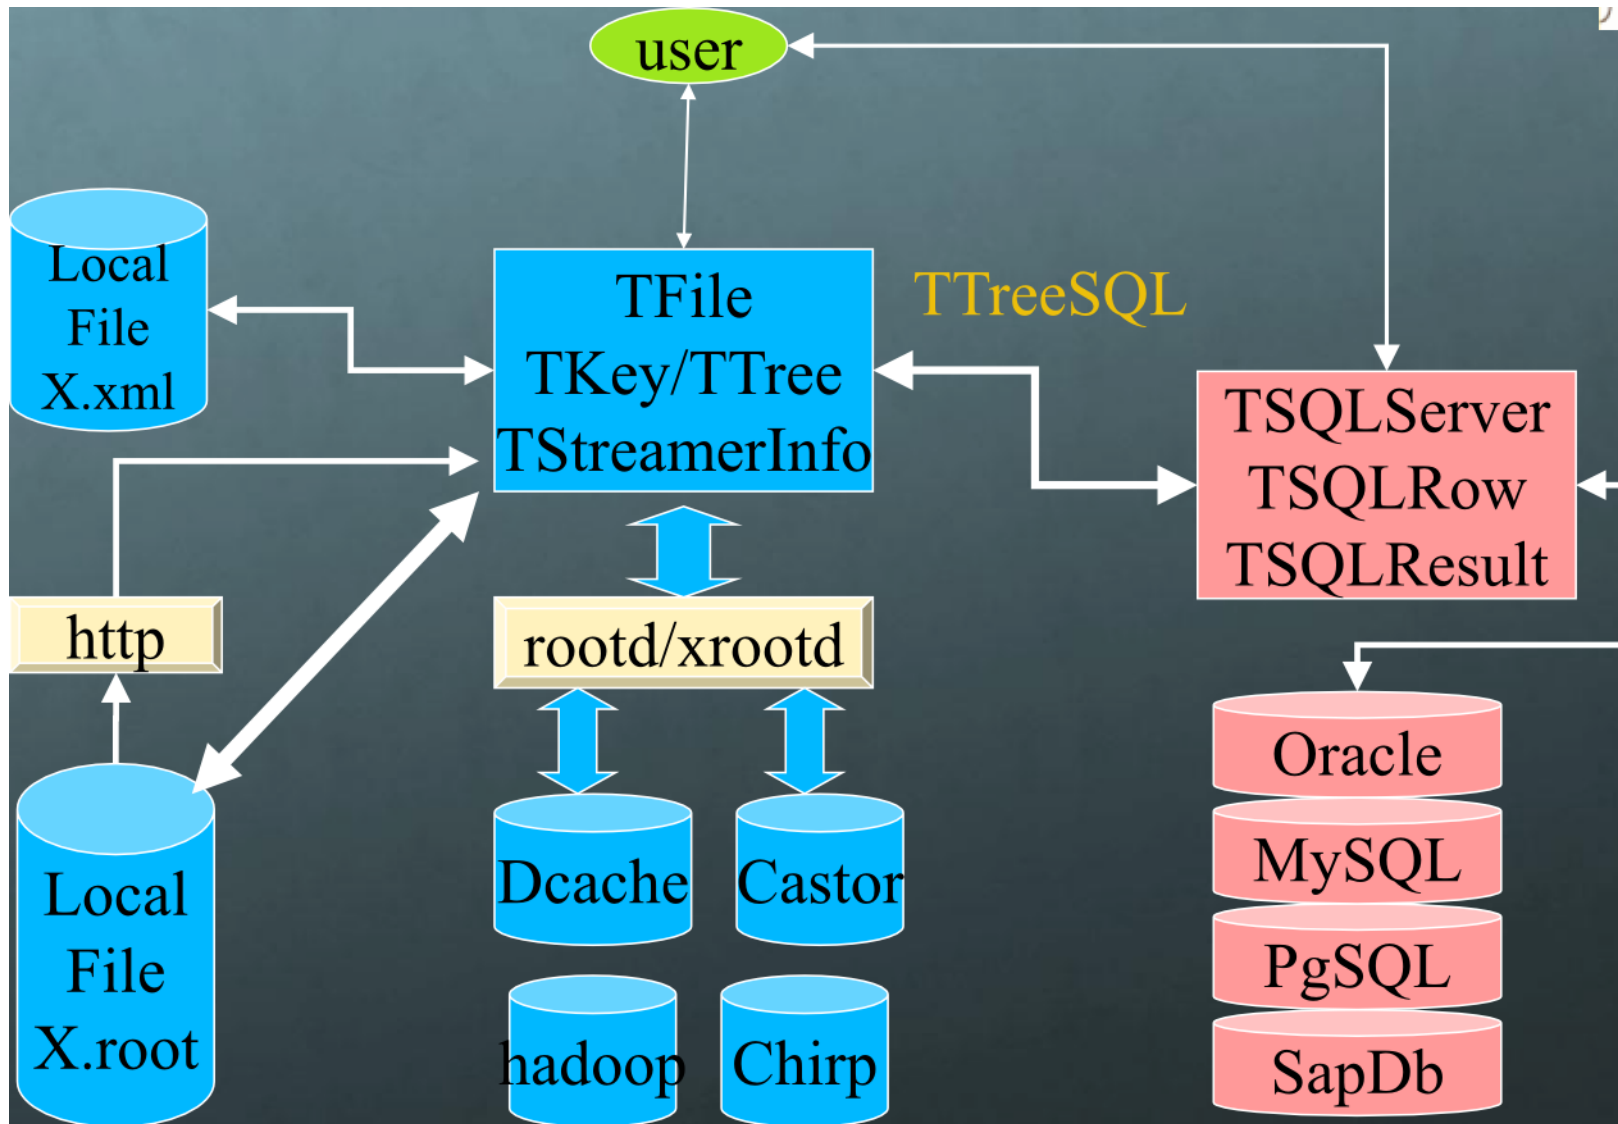 user
Local
File
X.xml
TFile
TKey/TTree
TStreamerInfo
TTreeSQL
TSQLServer
TSQLRow
TSQLResult
http
rootd/xrootd
Local
File
X.root
Dcache
Castor
hadoop
Chirp
Oracle
MySQL
PgSQL
SapDb